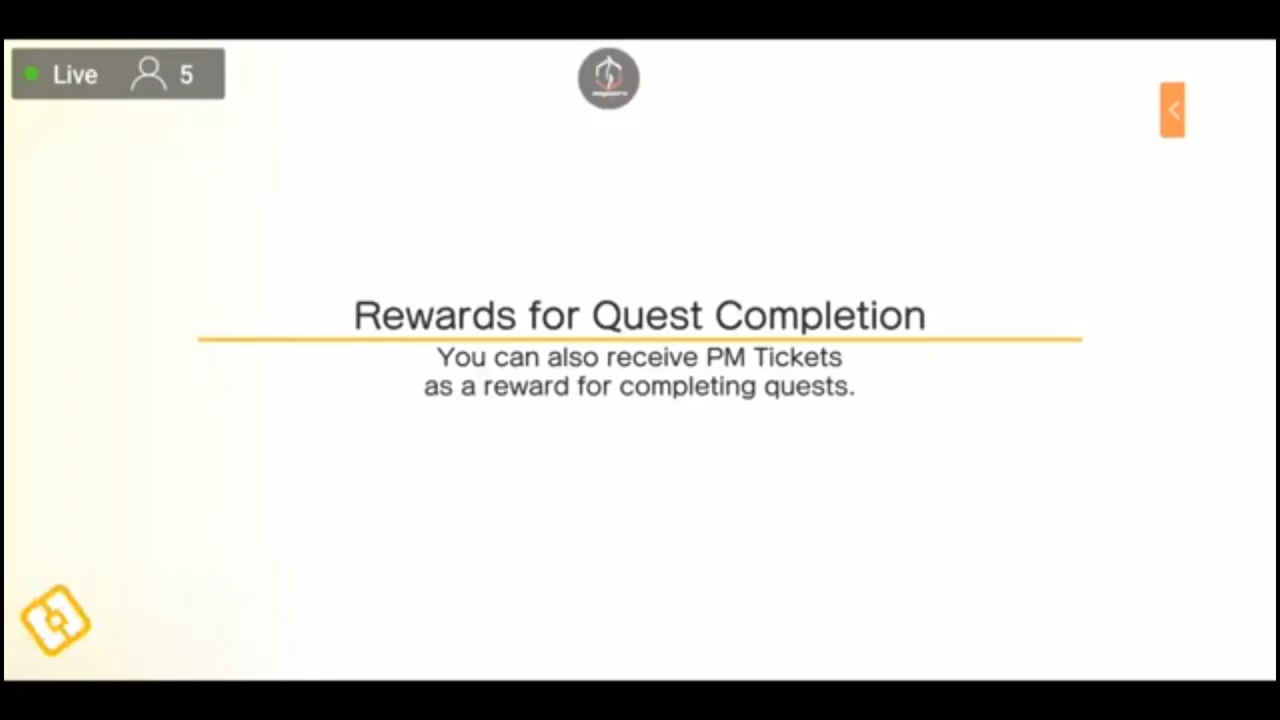 Live 5
Rewards for Quest Completion
You can also receive PM Tickets
as a reward for completing quests.